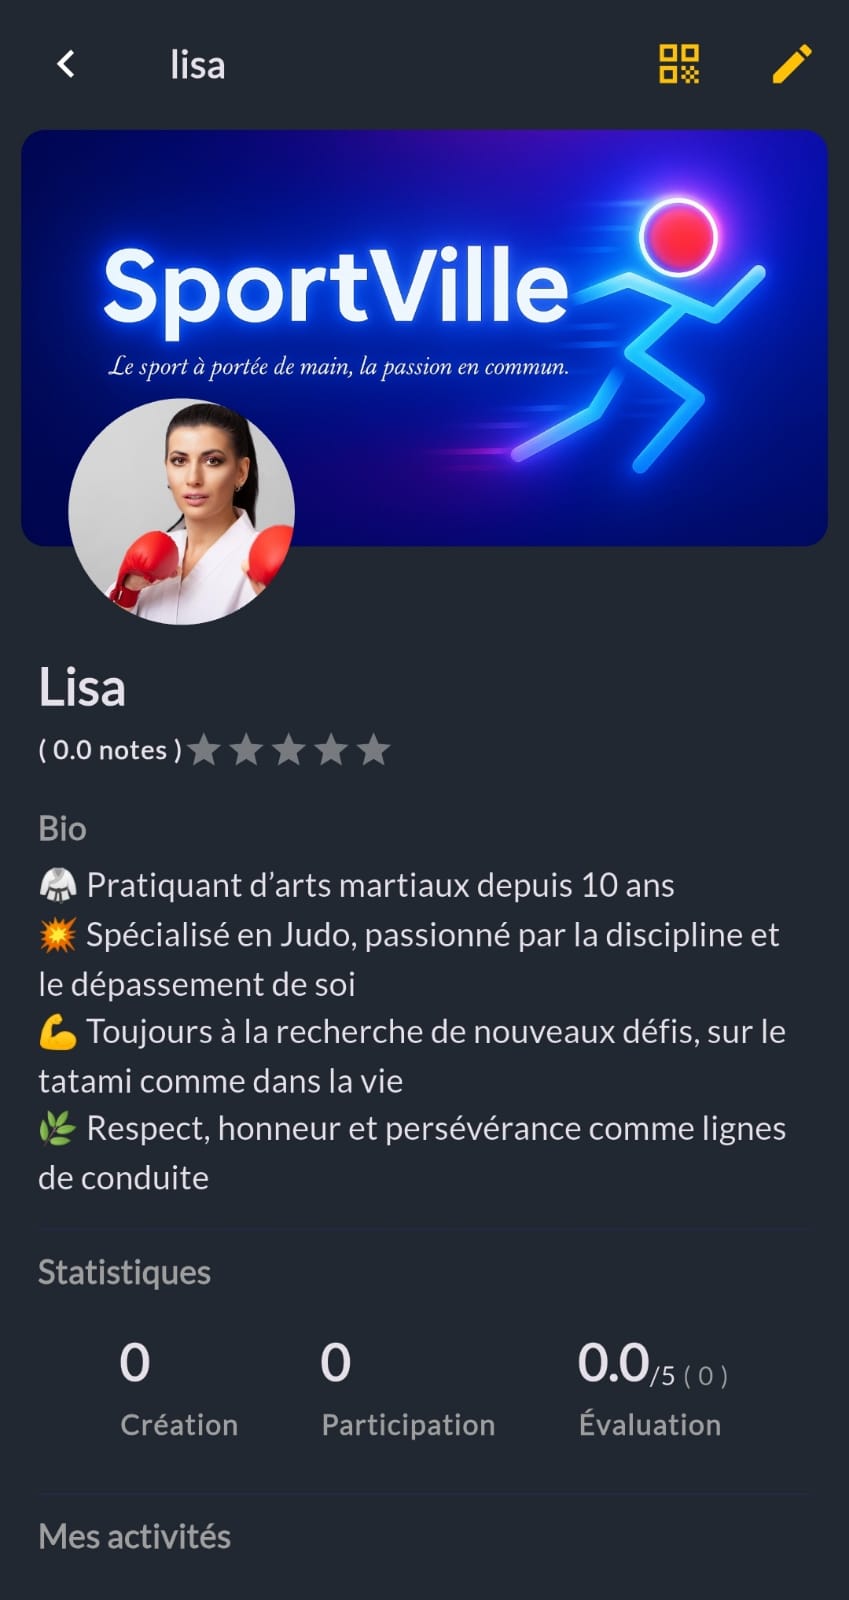 lisa
SportVille
Le sport à portée de main, la passion en commun.
Lisa
( 0.0 notes )
Bio
🥋 Pratiquant d’arts martiaux depuis 10 ans
💥 Spécialisé en Judo, passionné par la discipline et
le dépassement de soi
💪 Toujours à la recherche de nouveaux défis, sur le
tatami comme dans la vie
🌿 Respect, honneur et persévérance comme lignes
de conduite
Statistiques
0 0 0.0/5 ( 0 )
Création Participation Évaluation
Mes activités